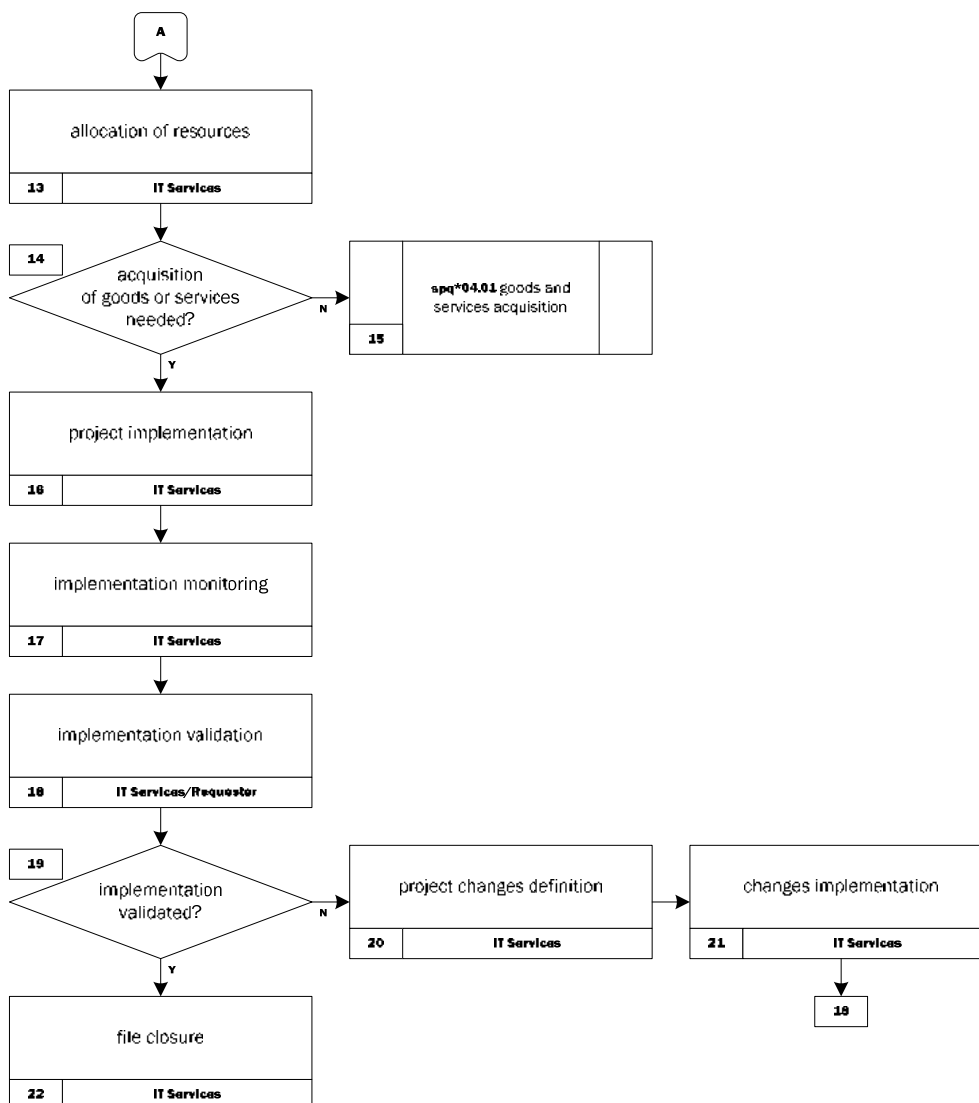 A
allocation of resources
13 IT Services
14
acquisition
of goods or services
needed?
N
Y
spq*04.01 goods and
services acquisition
15
project implementation
16 IT Services
implementation monitoring
17 IT Services
implementation validation
18 IT Services/Requester
19
implementation
validated?
N
Y
project changes definition
20 IT Services
changes implementation
21 IT Services
18
file closure
22 IT Services